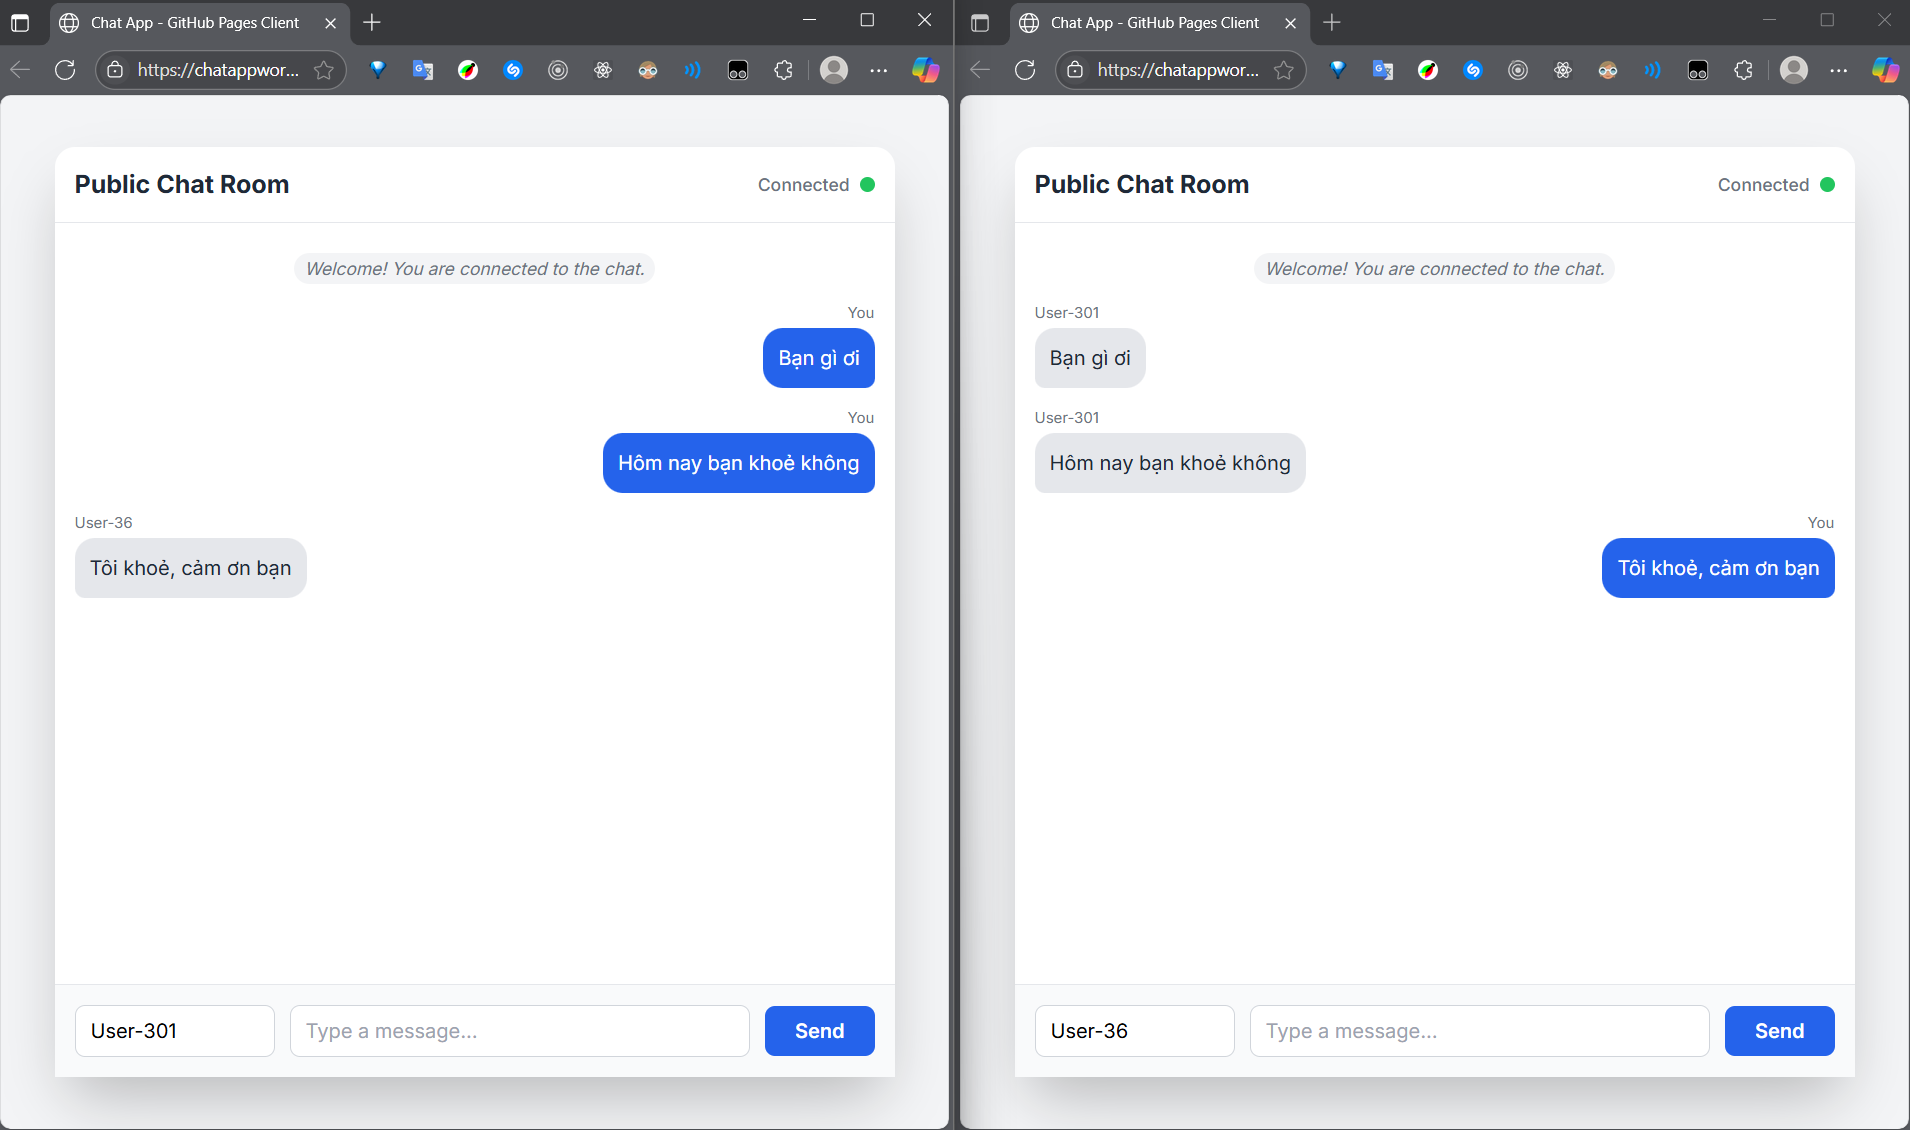 Chat App - GitHub Pages Client
https://chatappwor...
Public Chat Room
Connected
Welcome! You are connected to the chat.
You
Bạn gì ơi
You
Hôm nay bạn khoẻ không
User-36
Tôi khoẻ, cảm ơn bạn
User-301
Type a message...
Send
Chat App - GitHub Pages Client
https://chatappwor...
Public Chat Room
Connected
Welcome! You are connected to the chat.
User-301
Bạn gì ơi
User-301
Hôm nay bạn khoẻ không
You
Tôi khoẻ, cảm ơn bạn
User-36
Type a message...
Send